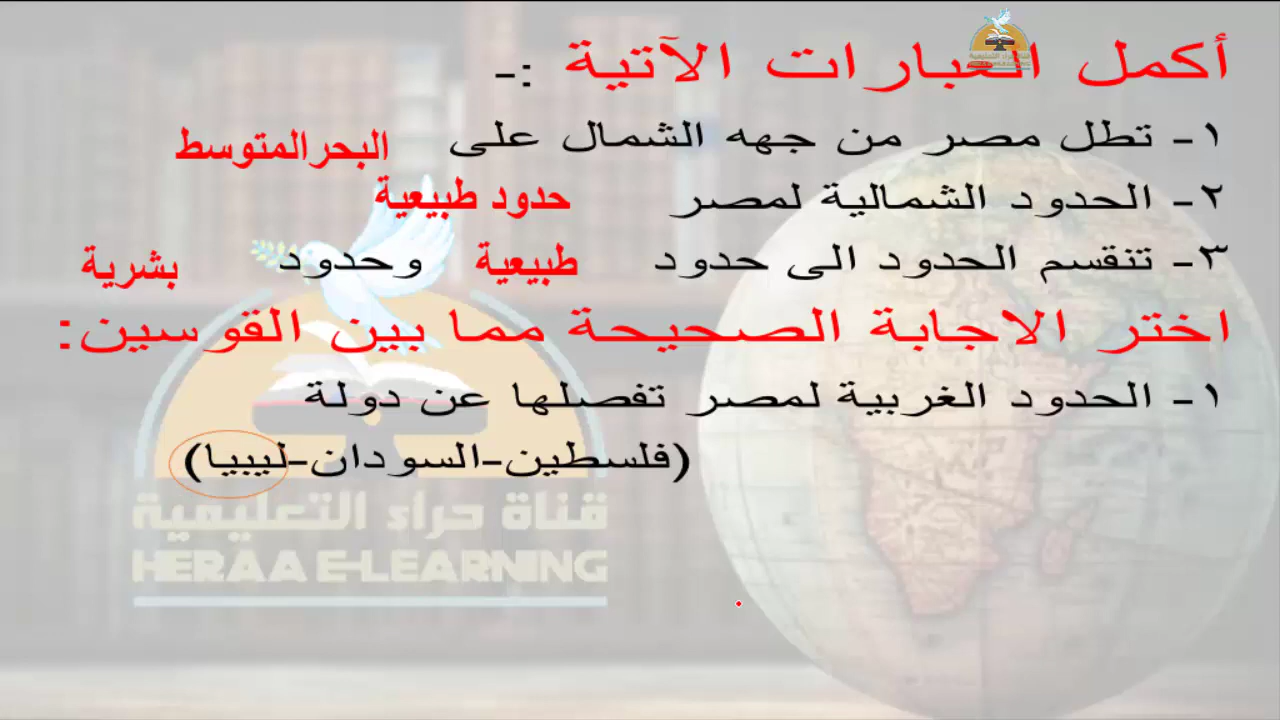 أكمل العبارات الآتية :-
١- تطل مصر من جهه الشمال على البحرالمتوسط
٢- الحدود الشمالية لمصر حدود طبيعية
٣- تنقسم الحدود الى حدود طبيعية وحدود بشرية
اختر الاجابة الصحيحة مما بين القوسين:
١- الحدود الغربية لمصر تفصلها عن دولة
(فلسطين-السودان-ليبيا)
قناة حراء التعليمية
HERAA E-LEARNING